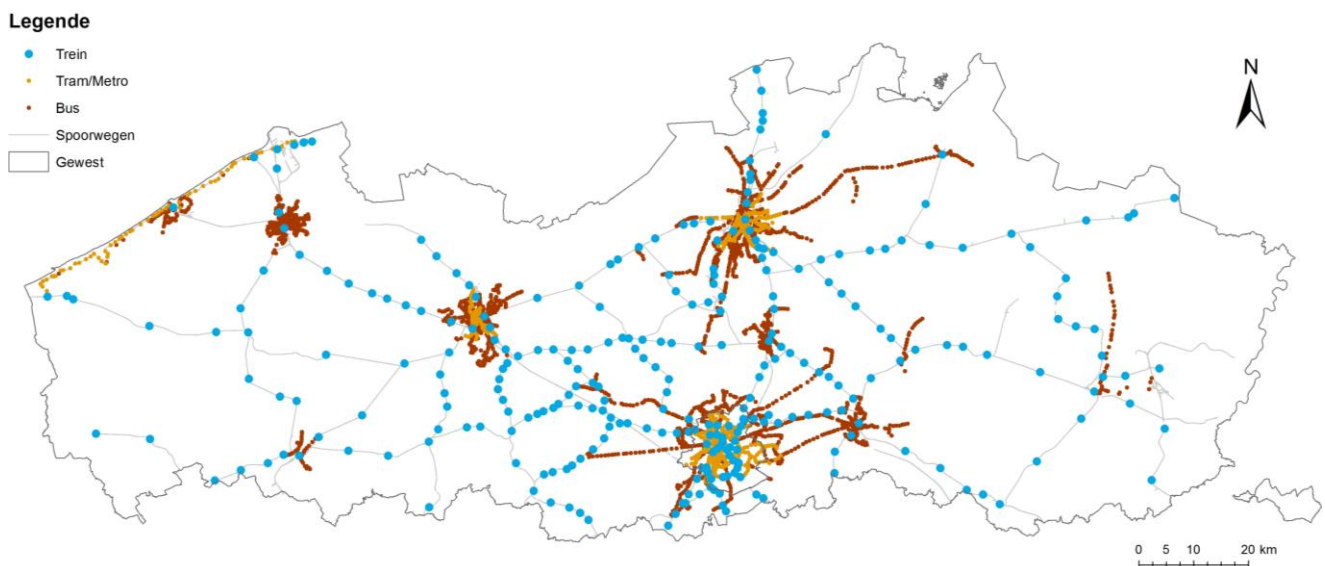 Legende
Trein
Tram/Metro
Bus
Spoorwegen
Gewest
N
0 5 10 20 km